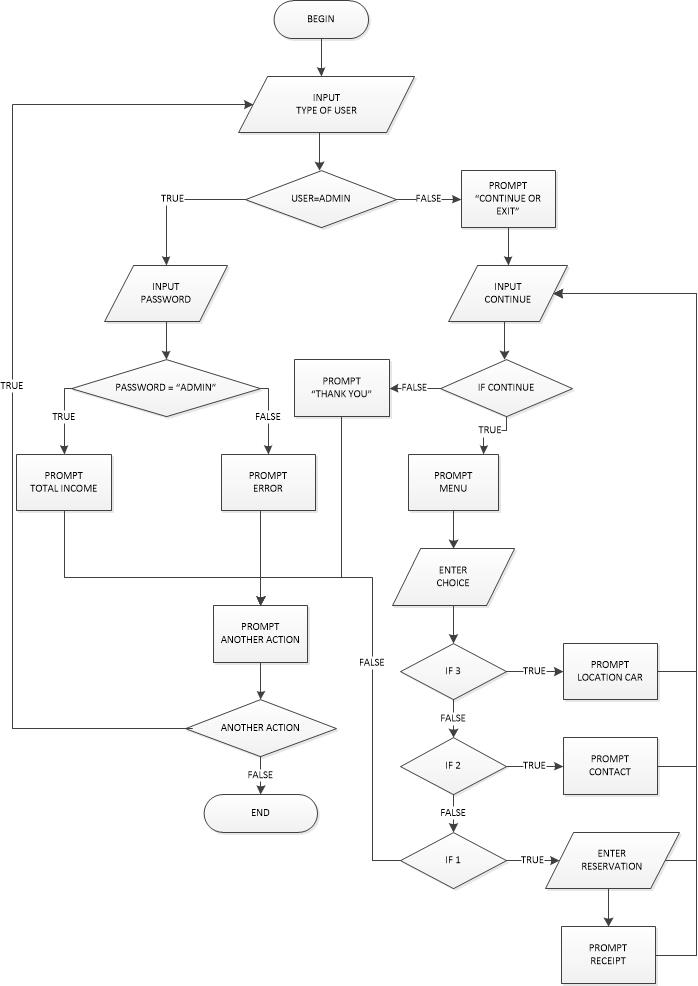 BEGIN
INPUT
TYPE OF USER
USER=ADMIN
TRUE
FALSE
PROMPT
“CONTINUE OR
EXIT”
INPUT
PASSWORD
INPUT
CONTINUE
PASSWORD = “ADMIN”
TRUE
FALSE
PROMPT
“THANK YOU”
FALSE
IF CONTINUE
TRUE
TRUE
PROMPT
TOTAL INCOME
PROMPT
ERROR
PROMPT
MENU
ENTER
CHOICE
PROMPT
ANOTHER ACTION
FALSE
IF 3
TRUE
PROMPT
LOCATION CAR
FALSE
ANOTHER ACTION
FALSE
END
IF 2
TRUE
PROMPT
CONTACT
FALSE
IF 1
TRUE
ENTER
RESERVATION
PROMPT
RECEIPT